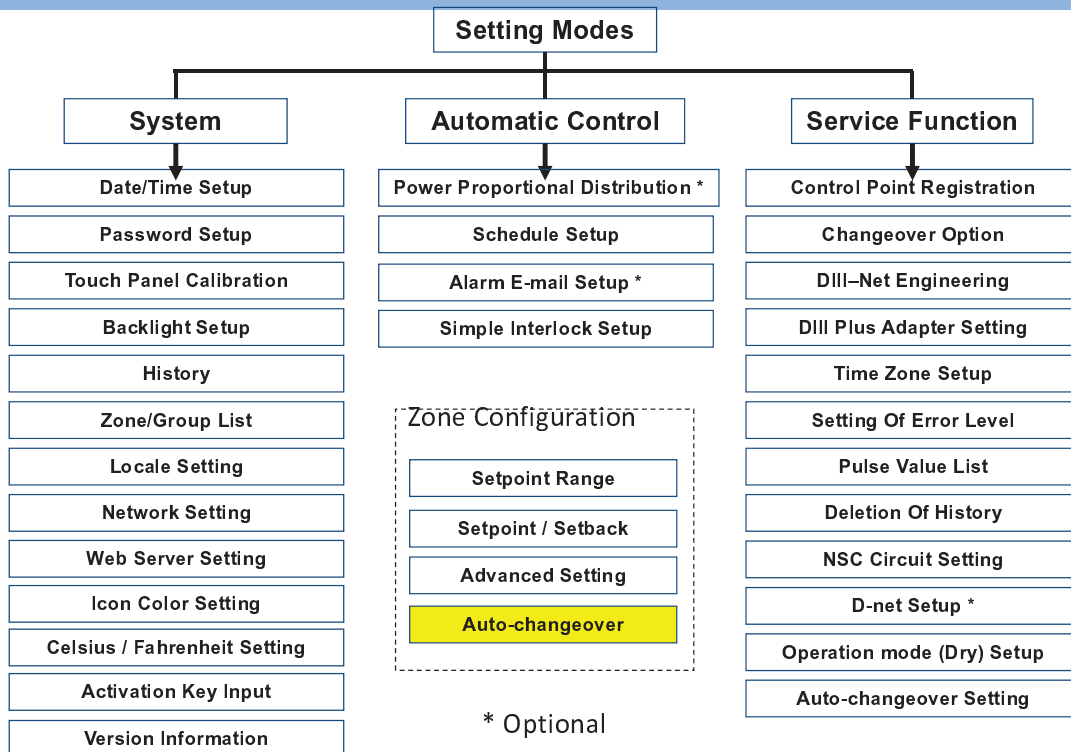 Setting Modes
System
Date/Time Setup
Password Setup
Touch Panel Calibration
Backlight Setup
History
Zone/Group List
Locale Setting
Network Setting
Web Server Setting
Icon Color Setting
Celsius / Fahrenheit Setting
Activation Key Input
Version Information
Automatic Control
Power Proportional Distribution *
Schedule Setup
Alarm E-mail Setup *
Simple Interlock Setup
Zone Configuration
Setpoint Range
Setpoint / Setback
Advanced Setting
Auto-changeover
* Optional
Service Function
Control Point Registration
Changeover Option
DIII–Net Engineering
DIII Plus Adapter Setting
Time Zone Setup
Setting Of Error Level
Pulse Value List
Deletion Of History
NSC Circuit Setting
D-net Setup *
Operation mode (Dry) Setup
Auto-changeover Setting